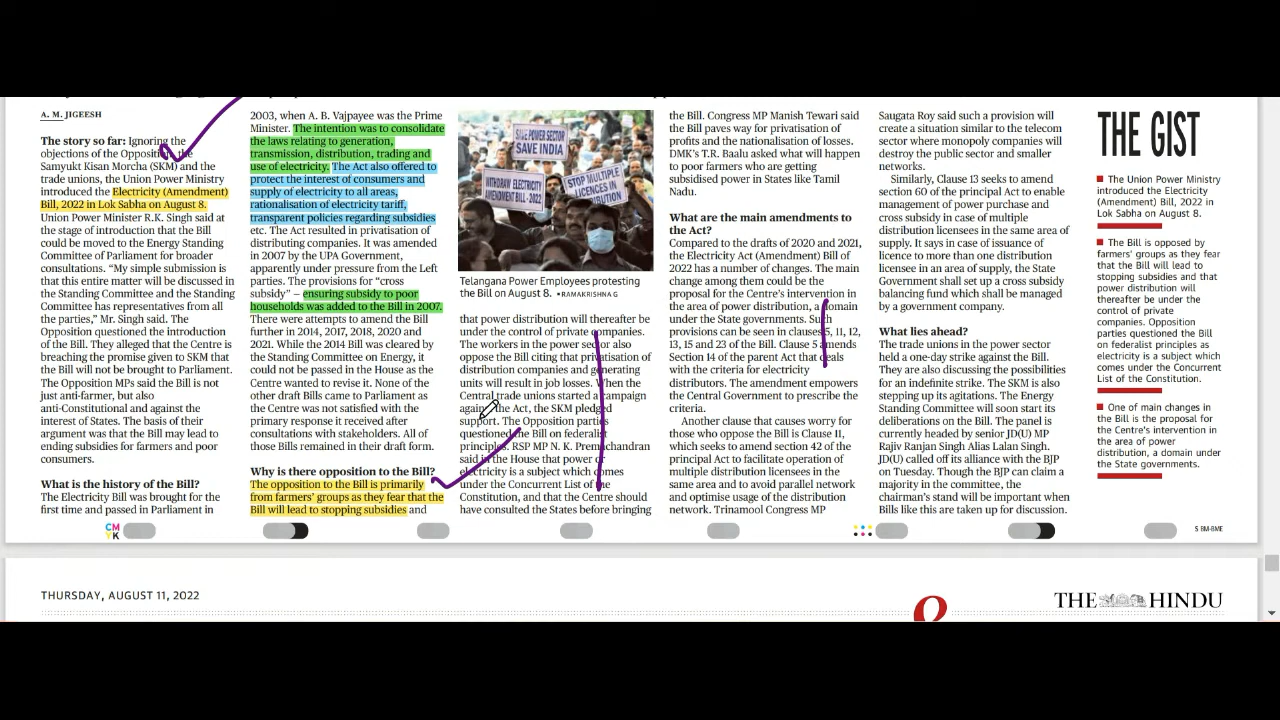 A. M. JIGEESH
The story so far: Ignoring the
objections of the Opposition, the
Samyukt Kisan Morcha (SKM) and the
trade unions, the Union Power Ministry
introduced the Electricity (Amendment)
Bill, 2022 in Lok Sabha on August 8.
Union Power Minister R.K. Singh said at
the stage of introduction that the Bill
could be moved to the Energy Standing
Committee of Parliament for broader
consultations. “My simple submission is
that this entire matter will be discussed in
the Standing Committee and the Standing
Committee has representatives from all
the parties,” Mr. Singh said. The
Opposition questioned the introduction
of the Bill. They alleged that the Centre is
breaching the promise given to SKM that
the Bill will not be brought to Parliament.
The Opposition MPs said the Bill is not
just anti-farmer, but also
anti-Constitutional and against the
interest of States. The basis of their
argument was that the Bill may lead to
ending subsidies for farmers and poor
consumers.
What is the history of the Bill?
The Electricity Bill was brought for the
first time and passed in Parliament in
2003, when A. B. Vajpayee was the Prime
Minister. The intention was to consolidate
the laws relating to generation,
transmission, distribution, trading and
use of electricity. The Act also offered to
protect the interest of consumers and
supply of electricity to all areas,
rationalisation of electricity tariff,
transparent policies regarding subsidies
etc. The Act resulted in privatisation of
distributing companies. It was amended
in 2007 by the UPA Government,
apparently under pressure from the Left
parties. The provisions for “cross
subsidy” — ensuring subsidy to poor
households was added to the Bill in 2007.
There were attempts to amend the Bill
further in 2014, 2017, 2018, 2020 and
2021. While the 2014 Bill was cleared by
the Standing Committee on Energy, it
could not be passed in the House as the
Centre wanted to revise it. None of the
other draft Bills came to Parliament as
the Centre was not satisfied with the
primary response it received after
consultations with stakeholders. All of
those Bills remained in their draft form.
Why is there opposition to the Bill?
The opposition to the Bill is primarily
from farmers’ groups as they fear that the
Bill will lead to stopping subsidies and
SAVE POWER SECTOR
SAVE INDIA
WITHDRAW ELECTRICITY
AMENDMENT BILL-2022
STOP MULTIPLE
LICENCES IN
DISTRIBUTION
Telangana Power Employees protesting
the Bill on August 8. • RAMAKRISHNA G
that power distribution will thereafter be
under the control of private companies.
The workers in the power sector also
oppose the Bill citing that privatisation of
distribution companies and generating
units will result in job losses. When the
Central trade unions started a campaign
against the Act, the SKM pledged
support. The Opposition parties
questioned the Bill on federalist
principles. RSP MP N. K. Premachandran
said in the House that power or
electricity is a subject which comes
under the Concurrent List of the
Constitution, and that the Centre should
have consulted the States before bringing
the Bill. Congress MP Manish Tewari said
the Bill paves way for privatisation of
profits and the nationalisation of losses.
DMK’s T.R. Baalu asked what will happen
to poor farmers who are getting
subsidised power in States like Tamil
Nadu.
What are the main amendments to
the Act?
Compared to the drafts of 2020 and 2021,
the Electricity Act (Amendment) Bill of
2022 has a number of changes. The main
change among them could be the
proposal for the Centre’s intervention in
the area of power distribution, a domain
under the State governments. Such
provisions can be seen in clauses 5, 11, 12,
13, 15 and 23 of the Bill. Clause 5 amends
Section 14 of the parent Act that deals
with the criteria for electricity
distributors. The amendment empowers
the Central Government to prescribe the
criteria.
Another clause that causes worry for
those who oppose the Bill is Clause 11,
which seeks to amend section 42 of the
principal Act to facilitate operation of
multiple distribution licensees in the
same area and to avoid parallel network
and optimise usage of the distribution
network. Trinamool Congress MP
Saugata Roy said such a provision will
create a situation similar to the telecom
sector where monopoly companies will
destroy the public sector and smaller
networks.
Similarly, Clause 13 seeks to amend
section 60 of the principal Act to enable
management of power purchase and
cross subsidy in case of multiple
distribution licensees in the same area of
supply. It says in case of issuance of
licence to more than one distribution
licensee in an area of supply, the State
Government shall set up a cross subsidy
balancing fund which shall be managed
by a government company.
What lies ahead?
The trade unions in the power sector
held a one-day strike against the Bill.
They are also discussing the possibilities
for an indefinite strike. The SKM is also
stepping up its agitations. The Energy
Standing Committee will soon start its
deliberations on the Bill. The panel is
currently headed by senior JD(U) MP
Rajiv Ranjan Singh Alias Lalan Singh.
JD(U) called off its alliance with the BJP
on Tuesday. Though the BJP can claim a
majority in the committee, the
chairman’s stand will be important when
Bills like this are taken up for discussion.
THE GIST
The Union Power Ministry
introduced the Electricity
(Amendment) Bill, 2022 in
Lok Sabha on August 8.
The Bill is opposed by
farmers’ groups as they fear
that the Bill will lead to
stopping subsidies and that
power distribution will
thereafter be under the
control of private
companies. Opposition
parties questioned the Bill
on federalist principles as
electricity is a subject which
comes under the Concurrent
List of the Constitution.
One of main changes in
the Bill is the proposal for
the Centre’s intervention in
the area of power
distribution, a domain under
the State governments.
CM
YK
S BM-BME
THURSDAY, AUGUST 11, 2022
THE HINDU